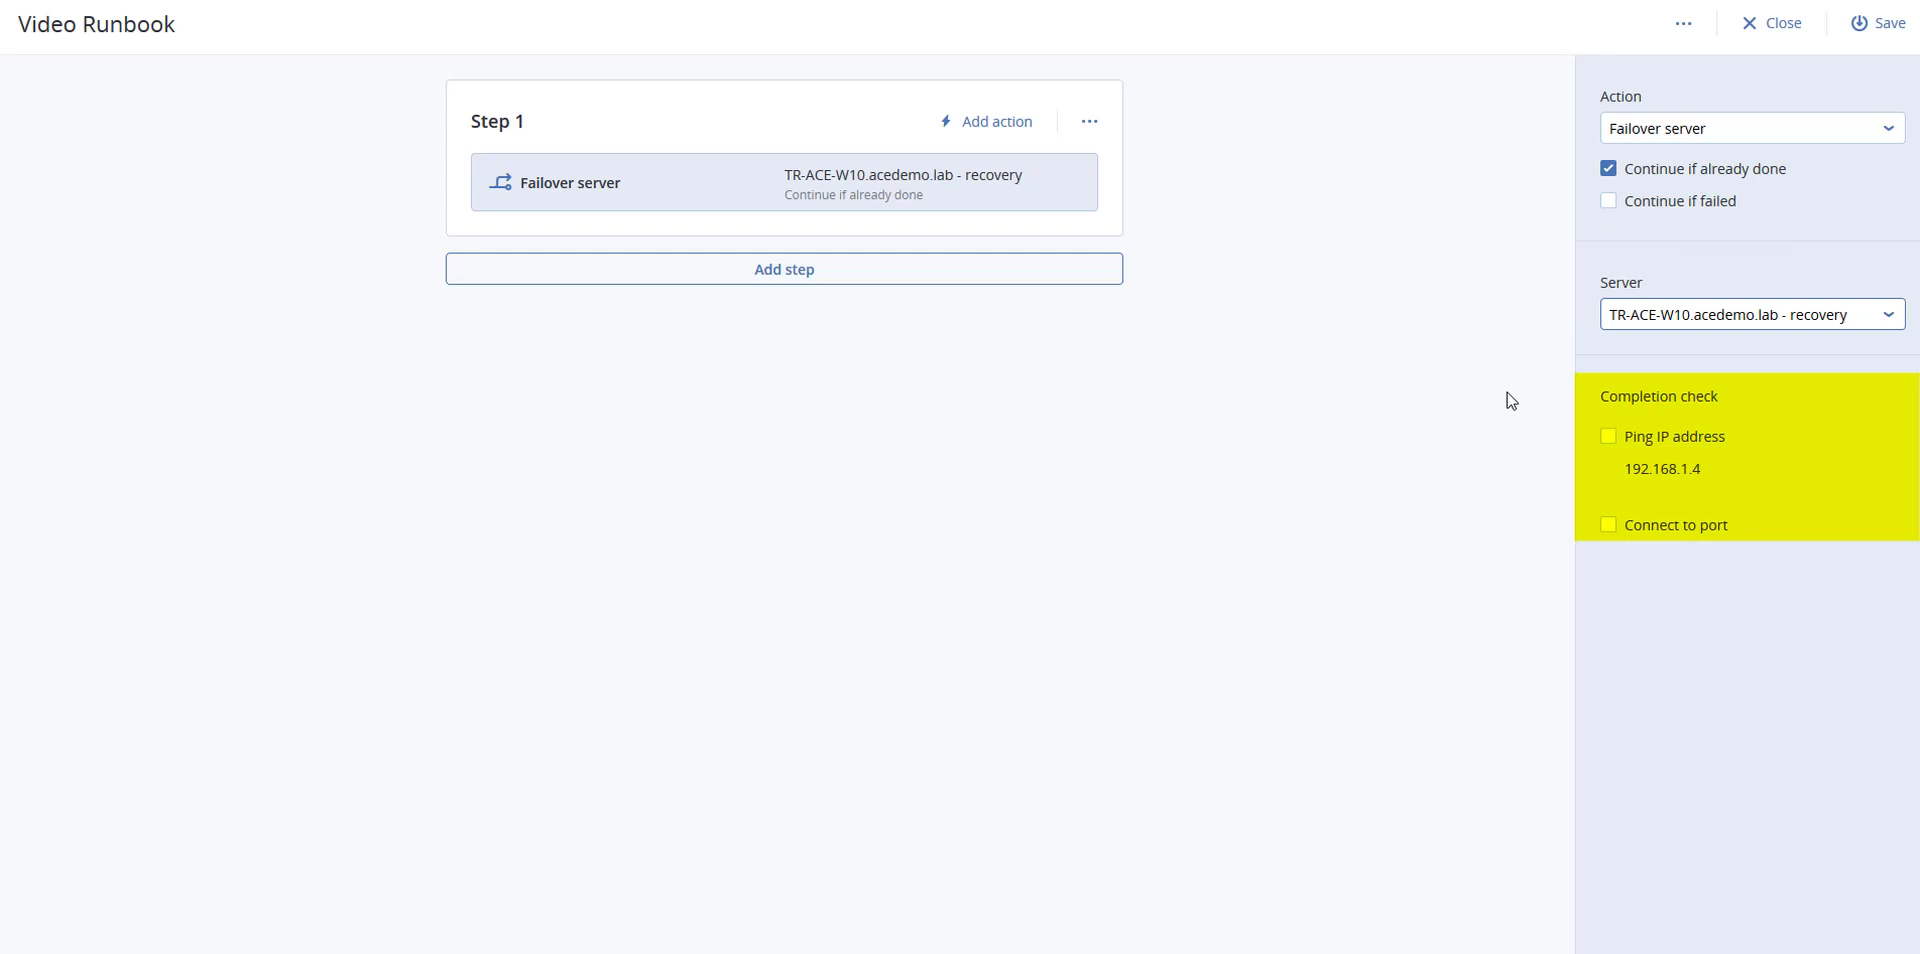 Video Runbook
Close
Save
Step 1
Add action
Failover server
TR-ACE-W10.acedemo.lab - recovery
Continue if already done
Add step
Action
Failover server
Continue if already done
Continue if failed
Server
TR-ACE-W10.acedemo.lab - recovery
Completion check
Ping IP address
192.168.1.4
Connect to port